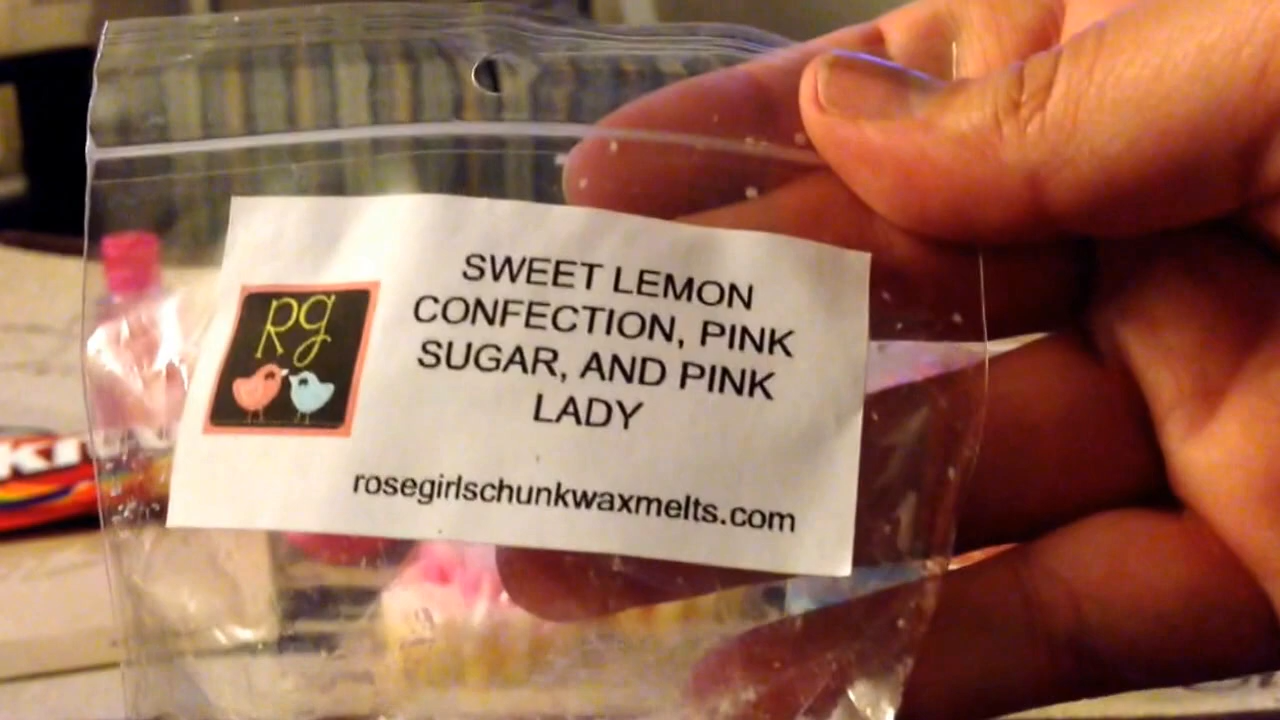 rg
SWEET LEMON
CONFECTION, PINK
SUGAR, AND PINK
LADY
rosegirlschunkwaxmelts.com